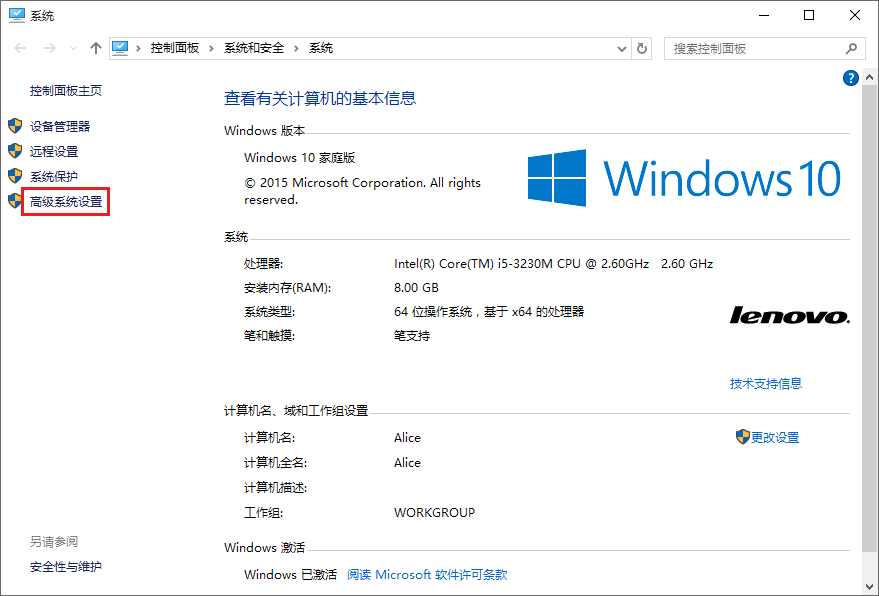 系统
控制面板 › 系统和安全 › 系统
搜索控制面板
控制面板主页
设备管理器
远程设置
系统保护
高级系统设置
另请参阅
安全性与维护
?
查看有关计算机的基本信息
Windows 版本
Windows 10 家庭版
© 2015 Microsoft Corporation. All rights
reserved.
Windows 10
系统
处理器: Intel(R) Core(TM) i5-3230M CPU @ 2.60GHz 2.60 GHz
安装内存(RAM): 8.00 GB
系统类型: 64 位操作系统，基于 x64 的处理器
笔和触摸: 笔支持
lenovo.
技术支持信息
计算机名、域和工作组设置
计算机名: Alice
更改设置
计算机全名: Alice
计算机描述:
工作组: WORKGROUP
Windows 激活
Windows 已激活 阅读 Microsoft 软件许可条款